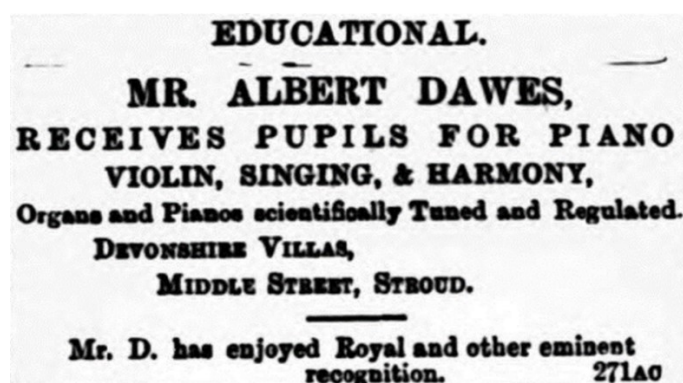 EDUCATIONAL.
MR. ALBERT DAWES,
RECEIVES PUPILS FOR PIANO
VIOLIN, SINGING, & HARMONY,
Organs and Pianos scientifically Tuned and Regulated.
DEVONSHIRE VILLAS,
MIDDLE STREET, STROUD.
Mr. D. has enjoyed Royal and other eminent
recognition. 271AC